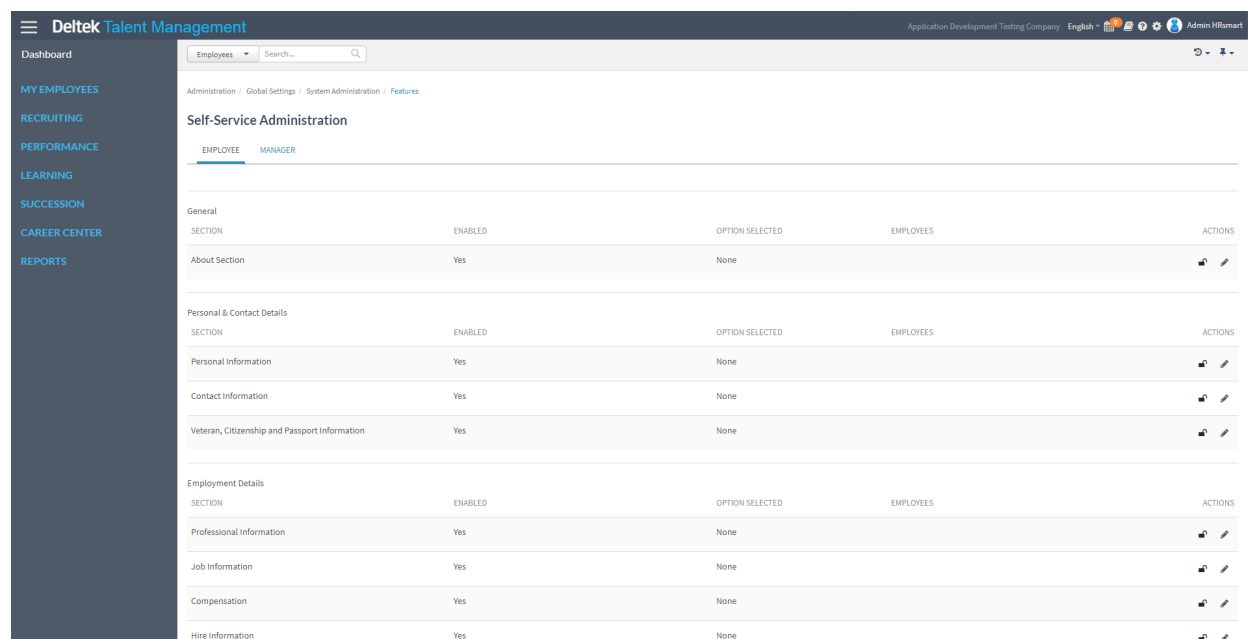 Deltek Talent Management
Application Development Testing Company English 0 Admin HRsmart
Dashboard
Employees Search...
MY EMPLOYEES
RECRUITING
PERFORMANCE
LEARNING
SUCCESSION
CAREER CENTER
REPORTS
Administration / Global Settings / System Administration / Features
Self-Service Administration
EMPLOYEE MANAGER
General
SECTION ENABLED OPTION SELECTED EMPLOYEES ACTIONS
About Section Yes None
Personal & Contact Details
SECTION ENABLED OPTION SELECTED EMPLOYEES ACTIONS
Personal Information Yes None
Contact Information Yes None
Veteran, Citizenship and Passport Information Yes None
Employment Details
SECTION ENABLED OPTION SELECTED EMPLOYEES ACTIONS
Professional Information Yes None
Job Information Yes None
Compensation Yes None
Hire Information Yes None